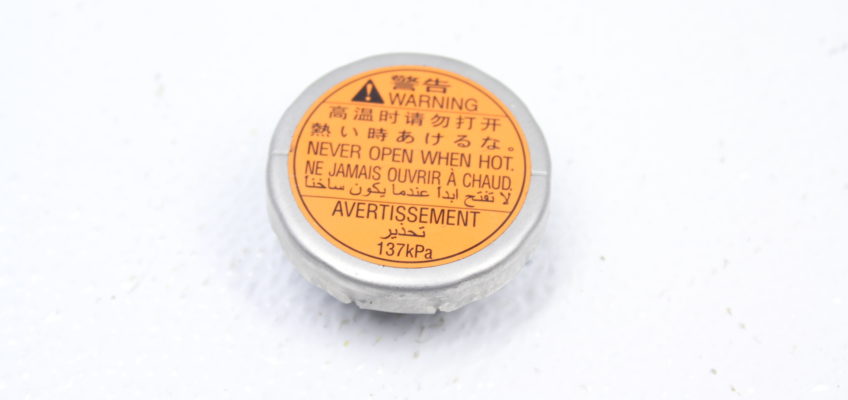 警告
WARNING
高温时请勿打开
熱い時あけるな。
NEVER OPEN WHEN HOT.
NE JAMAIS OUVRIR À CHAUD.
لا تفتح ابدأ عندما يكون ساخناً
AVERTISSEMENT
تحذير
137kPa